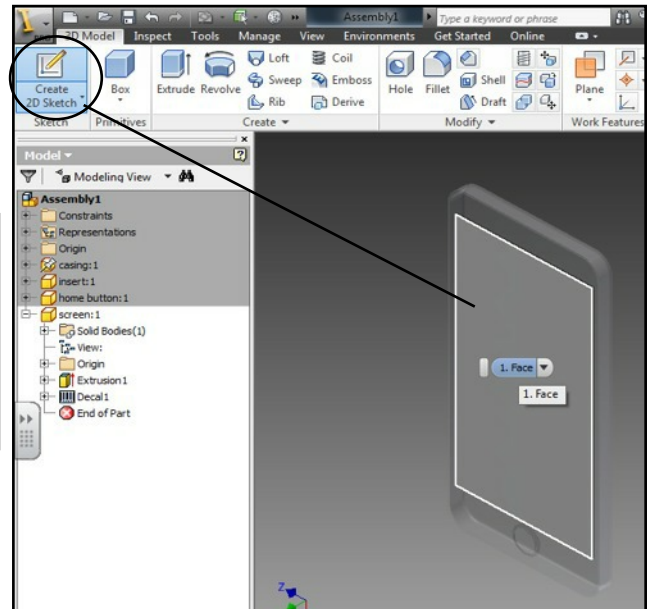 Assembly1
Type a keyword or phrase
2D Model Inspect Tools Manage View Environments Get Started Online
Create
2D Sketch
Box
Extrude Revolve
Loft
Sweep
Rib
Coil
Emboss
Derive
Hole Fillet
Shell
Draft
Plane
Sketch Primitives Create Modify Work Features
Model
Modeling View
Assembly1
Constraints
Representations
Origin
casing:1
insert:1
home button:1
screen:1
Solid Bodies(1)
View:
Origin
Extrusion1
Decal1
End of Part
1. Face
1. Face
Z